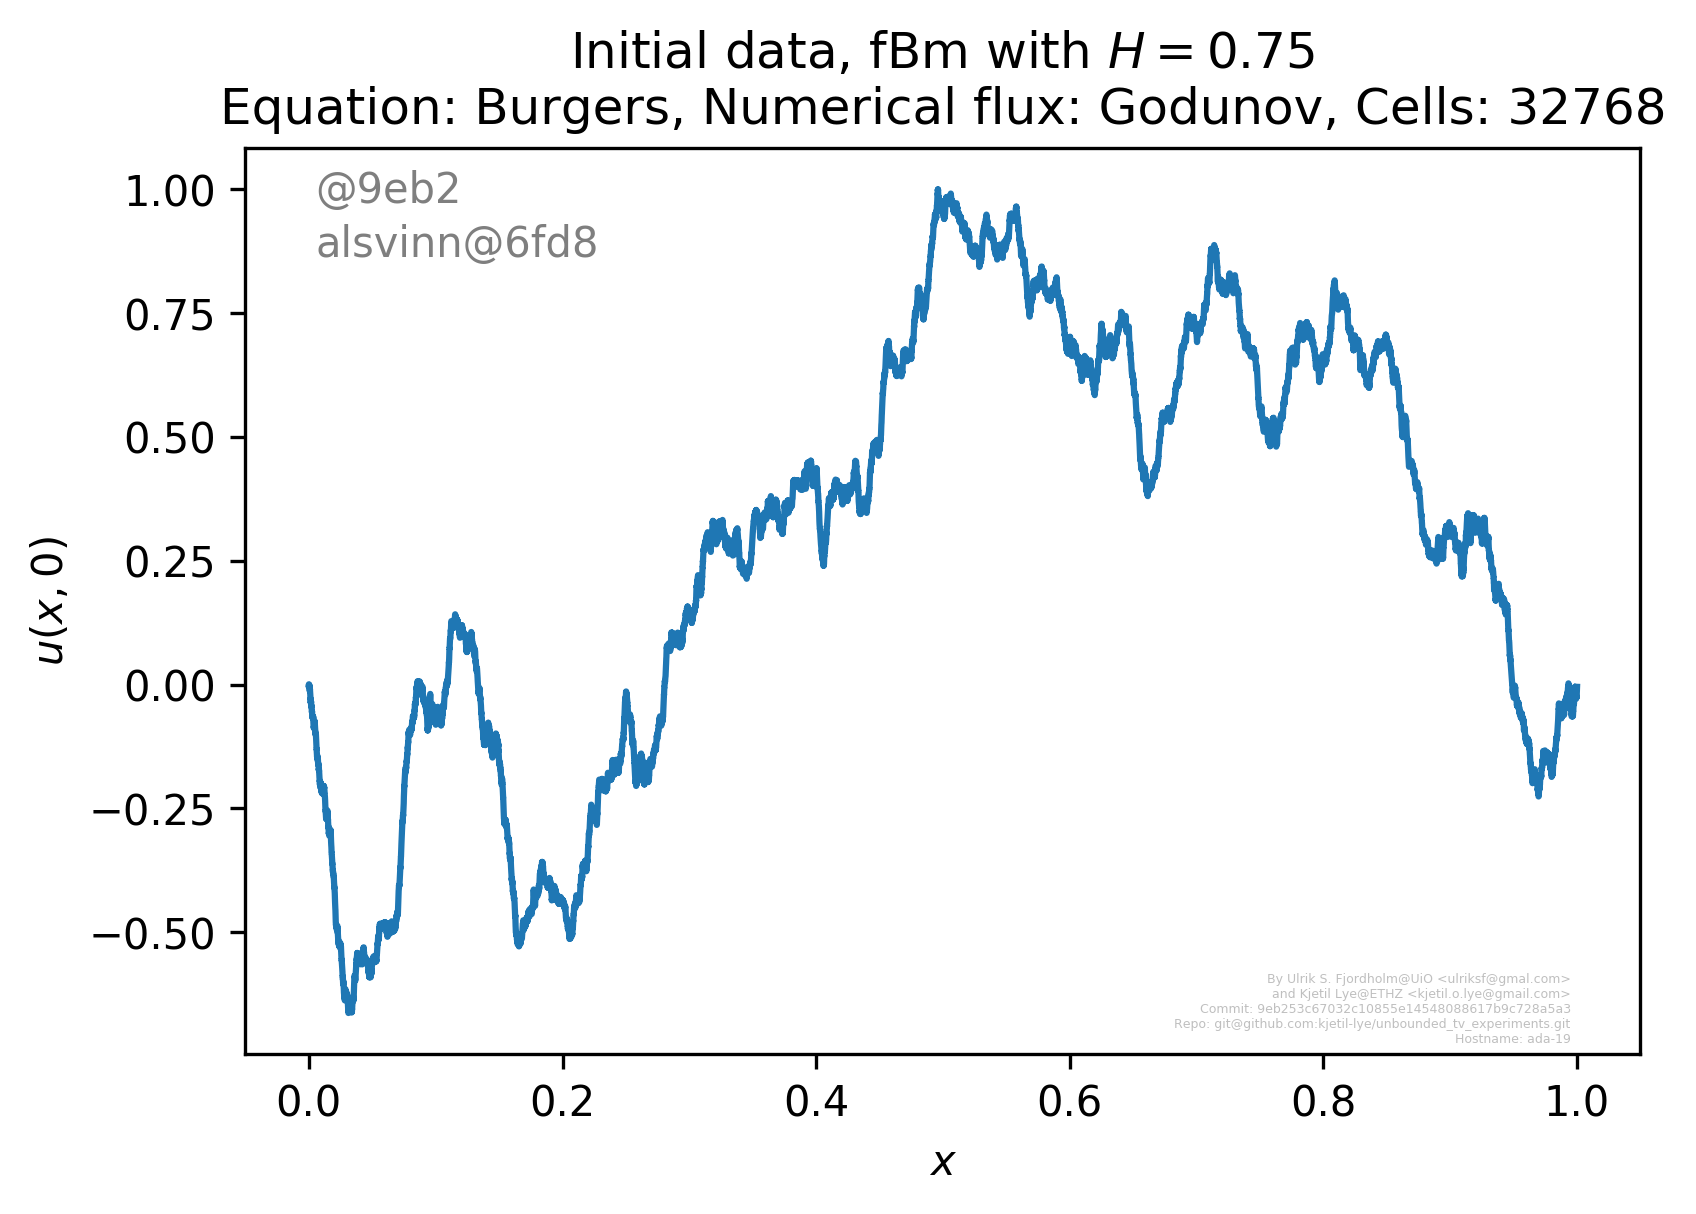 Initial data, fBm with H = 0.75
Equation: Burgers, Numerical flux: Godunov, Cells: 32768
@9eb2
alsvinn@6fd8
1.00
0.75
0.50
0.25
0.00
−0.25
−0.50
u(x, 0)
By Ulrik S. Fjordholm@UiO <ulriksf@gmal.com>
and Kjetil Lye@ETHZ <kjetil.o.lye@gmail.com>
Commit: 9eb253c67032c10855e14548088617b9c728a5a3
Repo: git@github.com:kjetil-lye/unbounded_tv_experiments.git
Hostname: ada-19
0.0 0.2 0.4 0.6 0.8 1.0
x